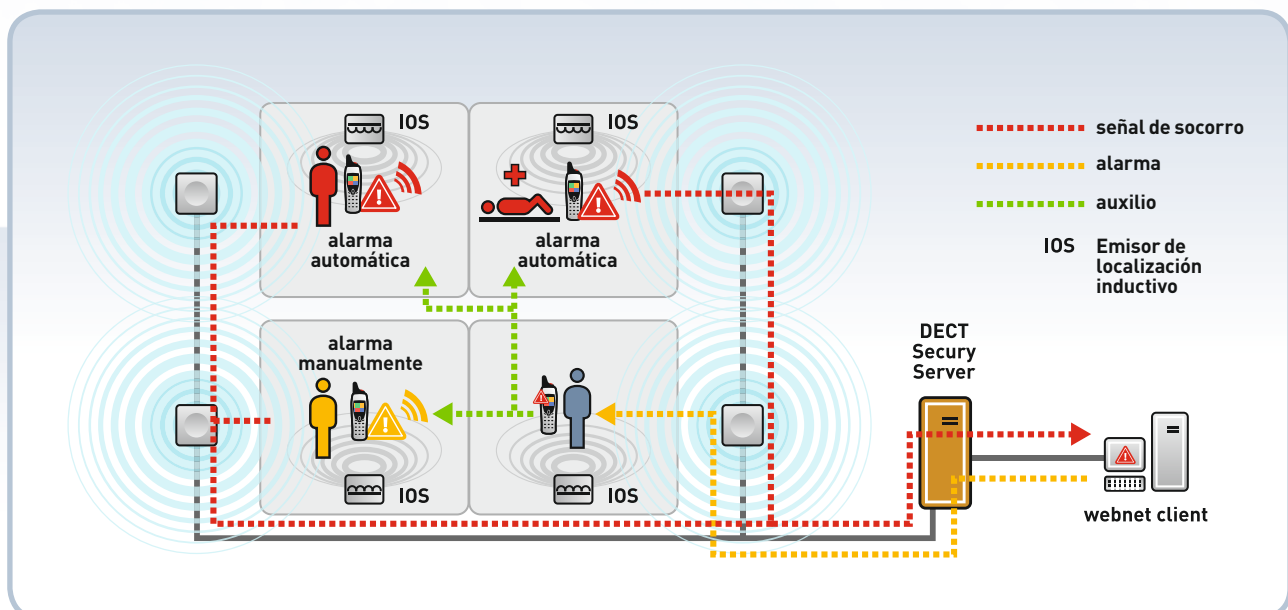 IOS
IOS
alarma
automática
alarma
automática
alarma
manualmente
IOS
IOS
señal de socorro
alarma
auxilio
IOS
Emisor de
localización
inductivo
DECT
Secury
Server
webnet client